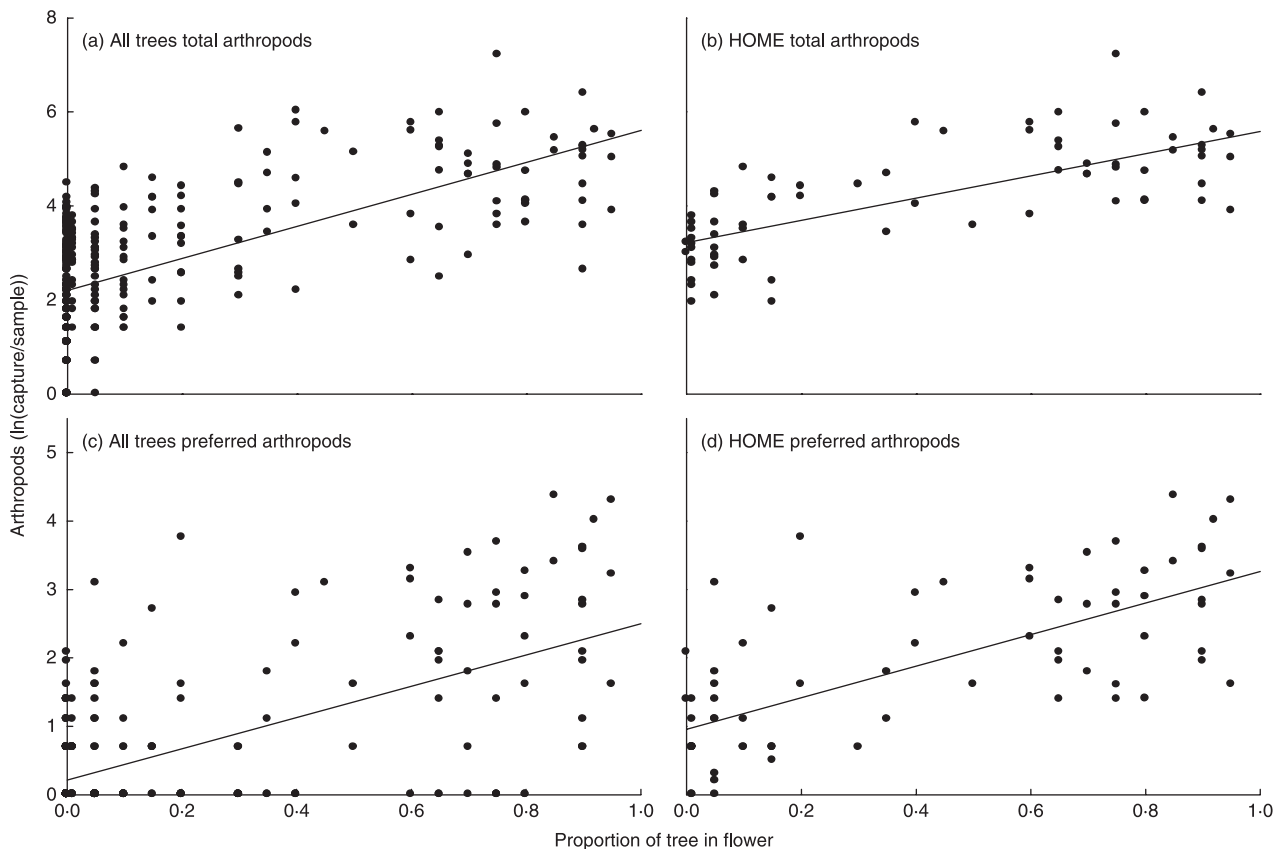 8
(a) All trees total arthropods
(b) HOME total arthropods
6
4
2
0
5
(c) All trees preferred arthropods
(d) HOME preferred arthropods
4
3
2
1
0
0·0 0·2 0·4 0·6 0·8 1·0
0·0 0·2 0·4 0·6 0·8 1·0
Arthropods (ln(capture/sample))
Proportion of tree in flower